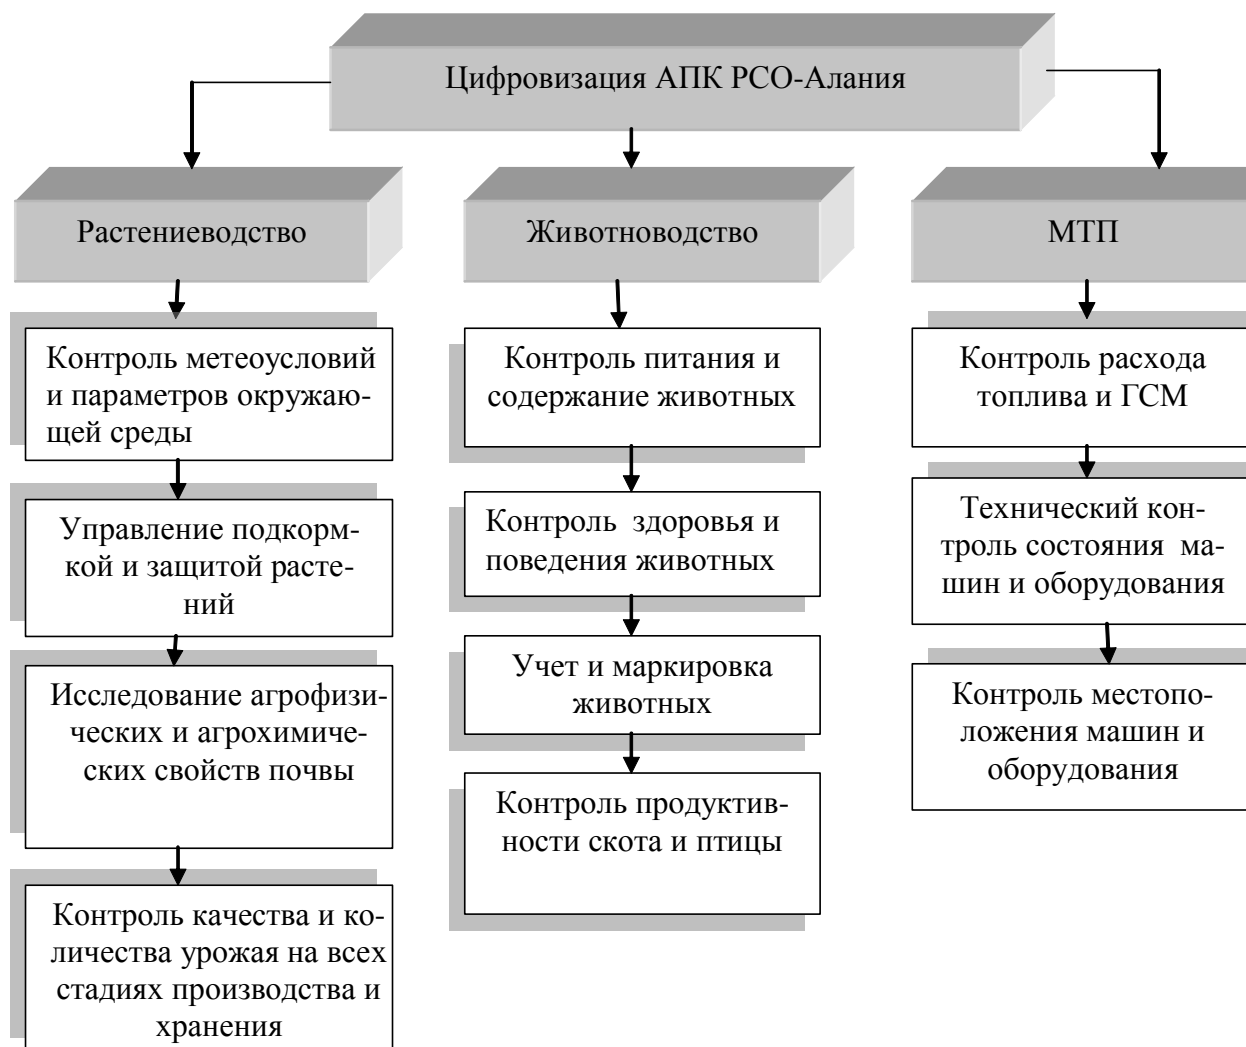 Цифровизация АПК РСО-Алания
Растениеводство
Контроль метеоусловий
и параметров окружаю-
щей среды
Управление подкорм-
кой и защитой расте-
ний
Исследование агрофизи-
ческих и агрохимиче-
ских свойств почвы
Контроль качества и ко-
личества урожая на всех
стадиях производства и
хранения
Животноводство
Контроль питания и
содержание животных
Контроль здоровья и
поведения животных
Учет и маркировка
животных
Контроль продуктив-
ности скота и птицы
МТП
Контроль расхода
топлива и ГСМ
Технический кон-
троль состояния ма-
шин и оборудования
Контроль местопо-
ложения машин и
оборудования